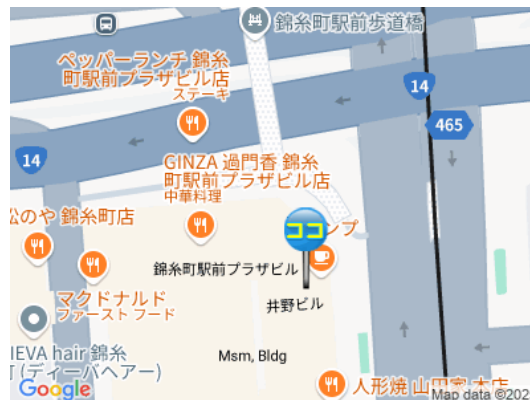 錦糸町駅前歩道橋
ペッパーランチ 錦糸
町駅前プラザビル店
ステーキ
14
465
14
GINZA 過門香 錦糸
町駅前プラザビル店
中華料理
松のや 錦糸町店
ココ
ンプ
錦糸町駅前プラザビル
井野ビル
マクドナルド
ファースト フード
IEVA hair 錦糸
(ディーバヘアー)
Msm, Bldg
人形焼 山田家 本店
Google
Map data ©202